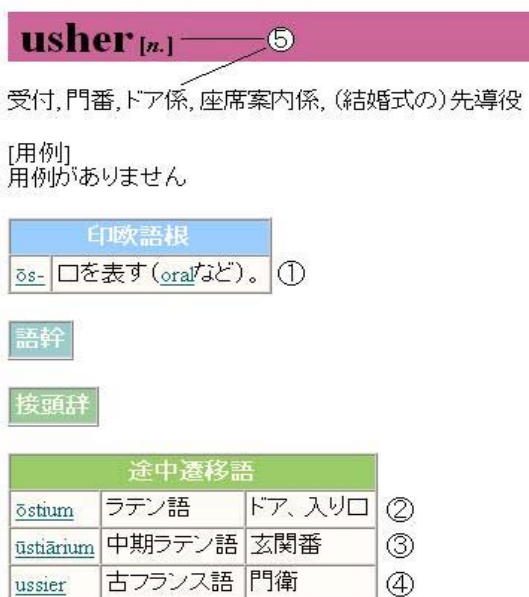 usher [n.] ⑤
受付,門番,ドア係,座席案内係,(結婚式の)先導役
[用例]
用例がありません
印欧語根
ōs- 口を表す(oralなど)。 ①
語幹
接頭辞
途中遷移語
ōstium ラテン語 ドア、入り口 ②
ūstiārium 中期ラテン語 玄関番 ③
ussier 古フランス語 門衛 ④